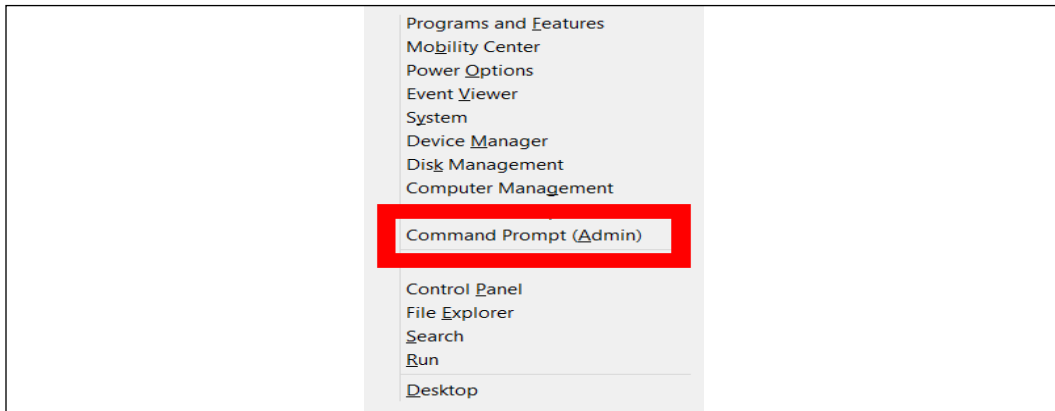 Programs and Features
Mobility Center
Power Options
Event Viewer
System
Device Manager
Disk Management
Computer Management
Command Prompt (Admin)
Control Panel
File Explorer
Search
Run
Desktop